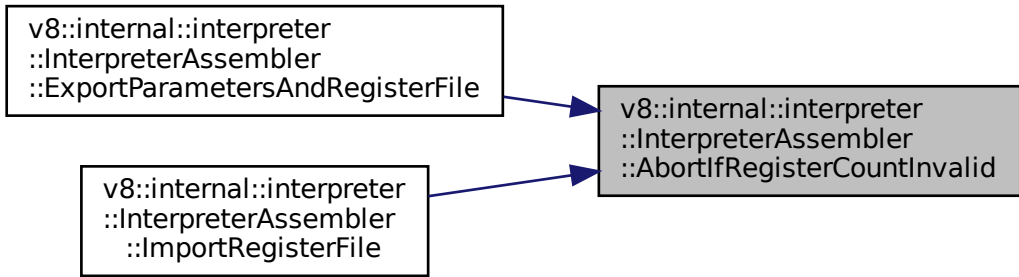 v8::internal::interpreter
::InterpreterAssembler
::ExportParametersAndRegisterFile
v8::internal::interpreter
::InterpreterAssembler
::AbortIfRegisterCountInvalid
v8::internal::interpreter
::InterpreterAssembler
::ImportRegisterFile